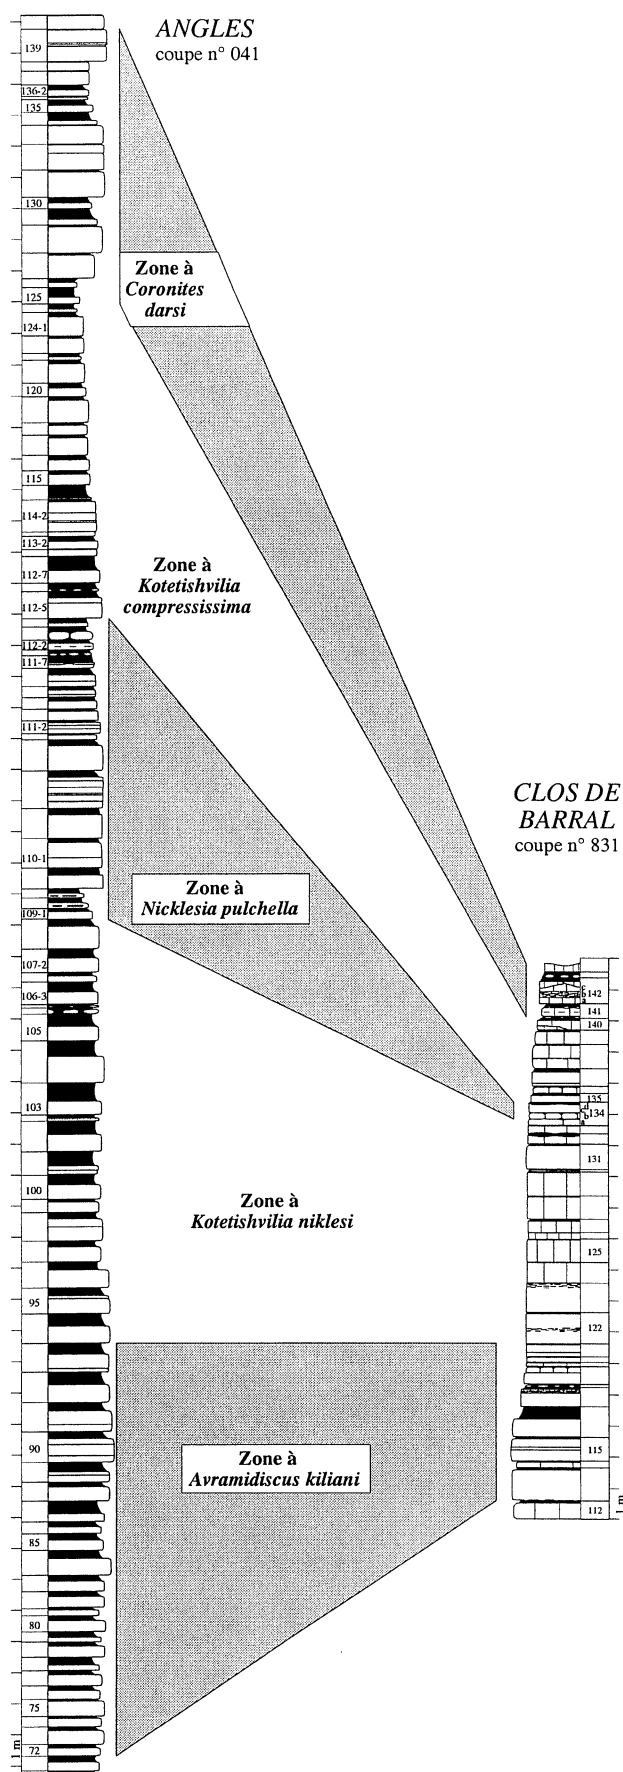 ANGLES
coupe n° 041
139
136-2
135
130
125
124-1
120
115
114-2
113-2
112-7
112-5
112-2
111-7
111-2
110-1
109-1
107-2
106-3
105
103
100
95
90
85
80
75
72
1 m
Zone à
Coronites
darsi
Zone à
Kotetishvilia
compressissima
Zone à
Nicklesia pulchella
Zone à
Kotetishvilia niklesi
Zone à
Avramidiscus kiliani
CLOS DE
BARRAL
coupe n° 831
c
b 142
a
141
140
135
d
c 134
b
a
131
125
122
115
112
1 m